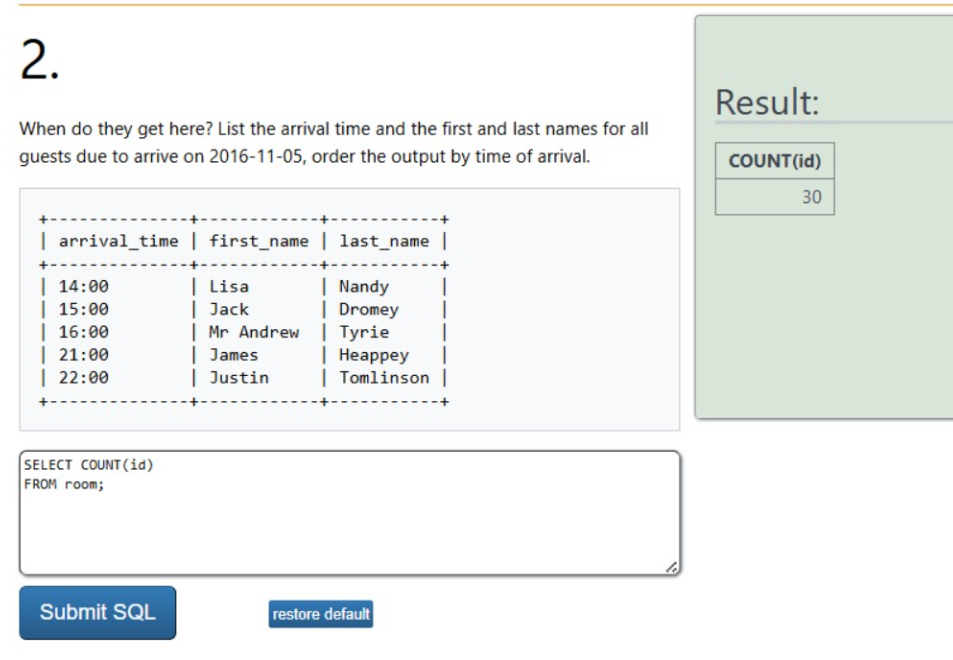 2.
When do they get here? List the arrival time and the first and last names for all
guests due to arrive on 2016-11-05, order the output by time of arrival.
+--------------+------------+-----------+
| arrival_time | first_name | last_name |
+--------------+------------+-----------+
| 14:00        | Lisa       | Nandy     |
| 15:00        | Jack       | Dromey    |
| 16:00        | Mr Andrew  | Tyrie     |
| 21:00        | James      | Heappey   |
| 22:00        | Justin     | Tomlinson |
+--------------+------------+-----------+
SELECT COUNT(id)
FROM room;
Submit SQL
restore default
Result:
COUNT(id)
30